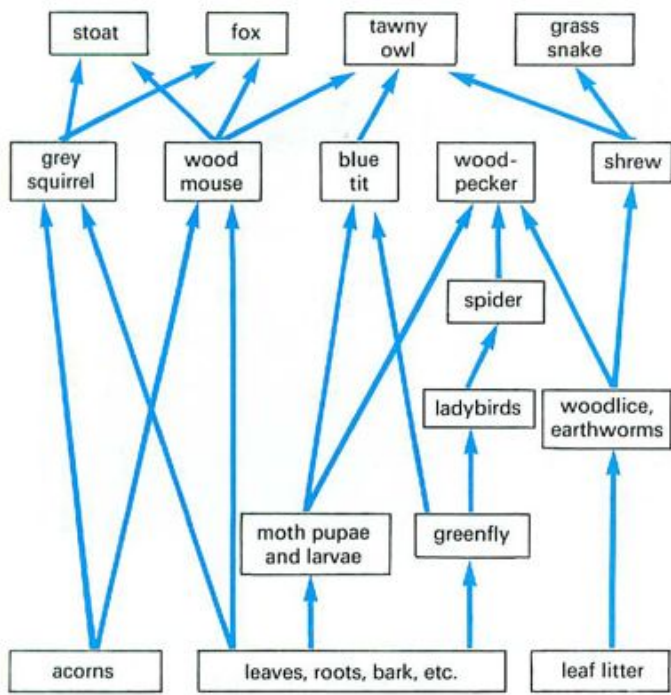 stoat
fox
tawny
owl
grass
snake
grey
squirrel
wood
mouse
blue
tit
wood-
pecker
shrew
spider
ladybirds
woodlice,
earthworms
moth pupae
and larvae
greenfly
acorns
leaves, roots, bark, etc.
leaf litter